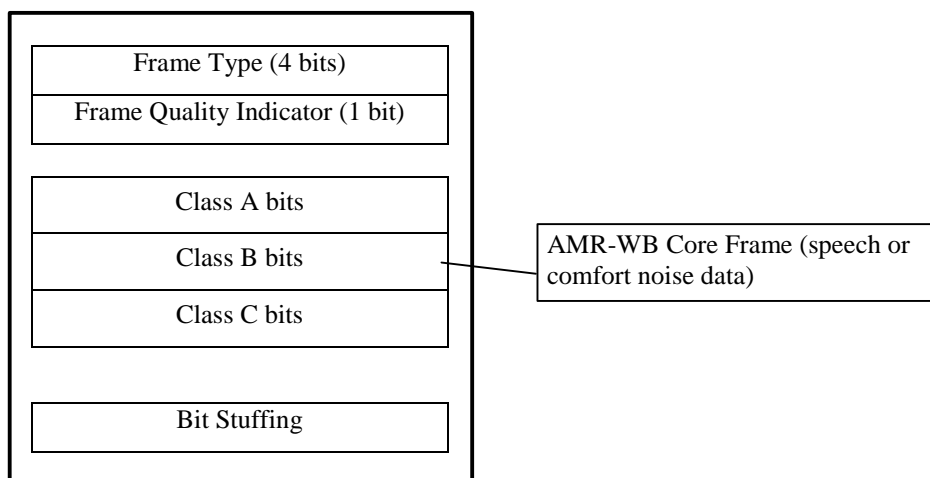 Frame Type (4 bits)
Frame Quality Indicator (1 bit)
Class A bits
Class B bits
Class C bits
AMR-WB Core Frame (speech or
comfort noise data)
Bit Stuffing